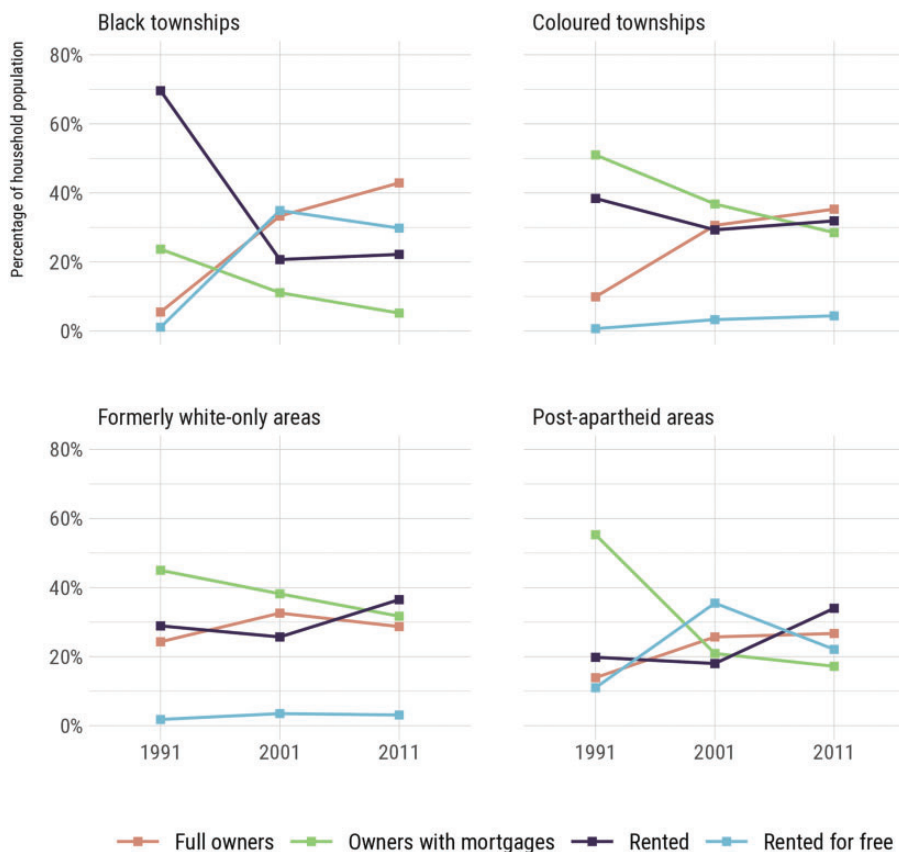 Black townships
Coloured townships
Percentage of household population
80%
60%
40%
20%
0%
Formerly white-only areas
Post-apartheid areas
80%
60%
40%
20%
0%
1991 2001 2011
1991 2001 2011
Full owners Owners with mortgages Rented Rented for free